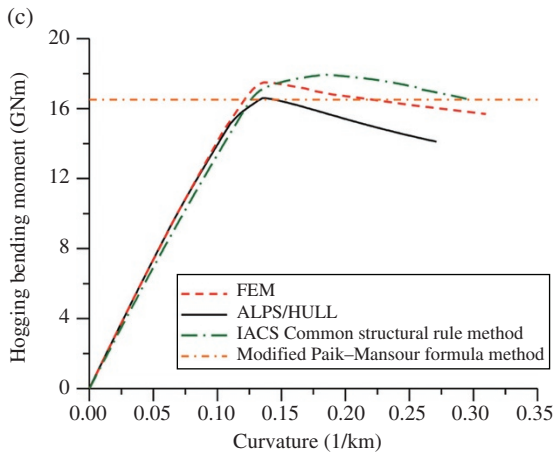 (c)
Hogging bending moment (GNm)
20
16
12
8
4
0
FEM
ALPS/HULL
IACS Common structural rule method
Modified Paik–Mansour formula method
0.00 0.05 0.10 0.15 0.20 0.25 0.30 0.35
Curvature (1/km)